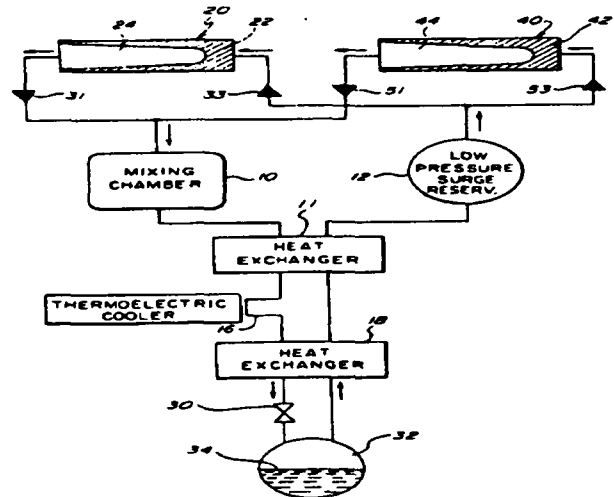 24
20
22
44
40
42
31
33
51
53
MIXING
CHAMBER
10
12
LOW
PRESSURE
SURGE
RESERV.
11
HEAT
EXCHANGER
THERMOELECTRIC
COOLER
16
18
HEAT
EXCHANGER
30
34
32